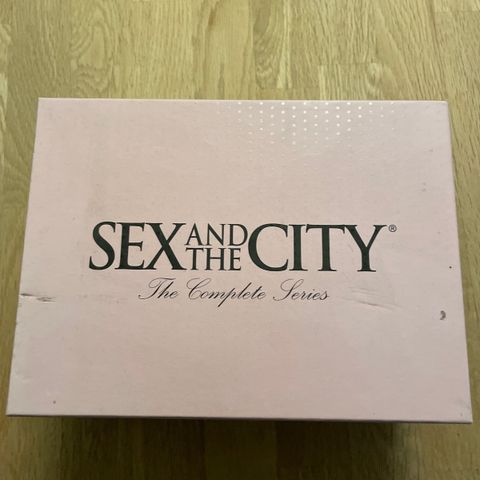 SEX AND THE CITY®
The Complete Series